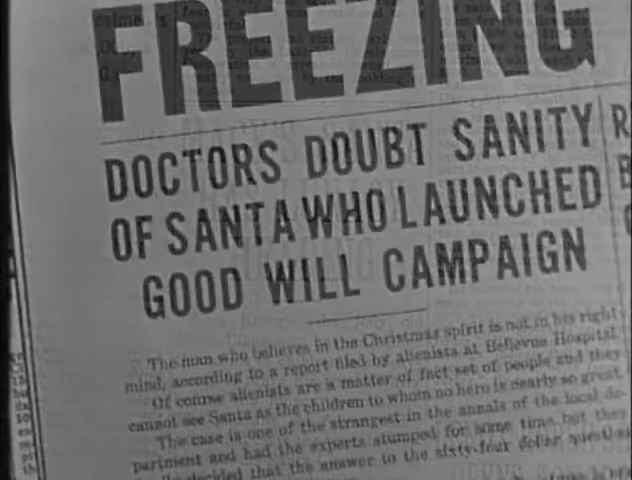 FREEZING
DOCTORS DOUBT SANITY
OF SANTA WHO LAUNCHED
GOOD WILL CAMPAIGN
The man who believes in the Christmas spirit is not in his right
mind, according to a report filed by alienists at Bellevue Hospital.
Of course alienists are a matter of fact set of people and they
cannot see Santa as the children to whom no hero is nearly so great.
The case is one of the strangest in the annals of the local de-
partment and had the experts stumped for some time but they
decided that the answer to the sixty-four dollar question